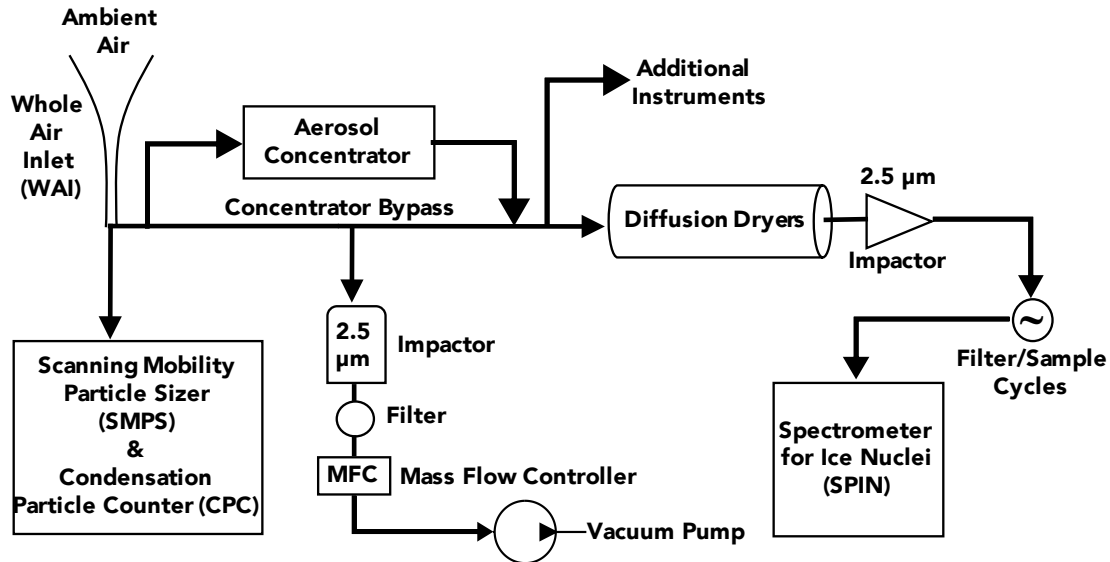 Ambient
Air
Whole
Air
Inlet
(WAI)
Aerosol
Concentrator
Concentrator Bypass
Additional
Instruments
Diffusion Dryers
2.5 µm
Impactor
Filter/Sample
Cycles
Scanning Mobility
Particle Sizer
(SMPS)
&
Condensation
Particle Counter (CPC)
2.5
µm
Impactor
Filter
MFC
Mass Flow Controller
Vacuum Pump
~
Spectrometer
for Ice Nuclei
(SPIN)